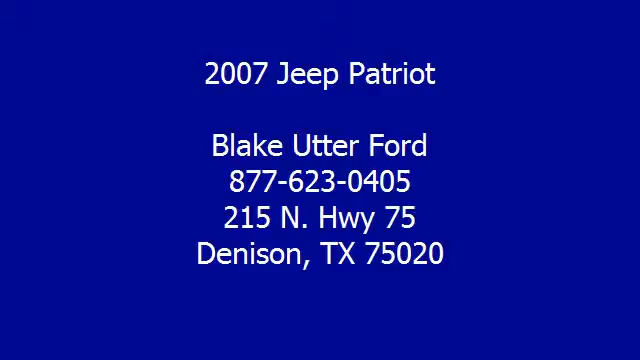 2007 Jeep Patriot
Blake Utter Ford
877-623-0405
215 N. Hwy 75
Denison, TX 75020